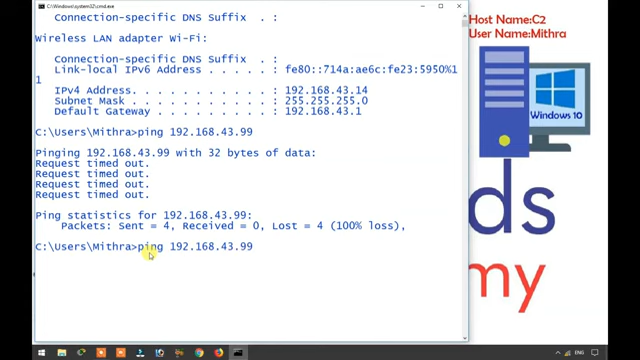 C:\Windows\system32\cmd.exe
Connection-specific DNS Suffix . :
Wireless LAN adapter Wi-Fi:
Connection-specific DNS Suffix . :
Link-local IPv6 Address . . . . . : fe80::714a:ae6c:fe23:5950%1
1
IPv4 Address. . . . . . . . . . . : 192.168.43.14
Subnet Mask . . . . . . . . . . . : 255.255.255.0
Default Gateway . . . . . . . . . : 192.168.43.1
C:\Users\Mithra>ping 192.168.43.99
Pinging 192.168.43.99 with 32 bytes of data:
Request timed out.
Request timed out.
Request timed out.
Request timed out.
Ping statistics for 192.168.43.99:
Packets: Sent = 4, Received = 0, Lost = 4 (100% loss),
C:\Users\Mithra>ping 192.168.43.99
Host Name:C2
User Name:Mithra
Windows 10
ds
my
ENG